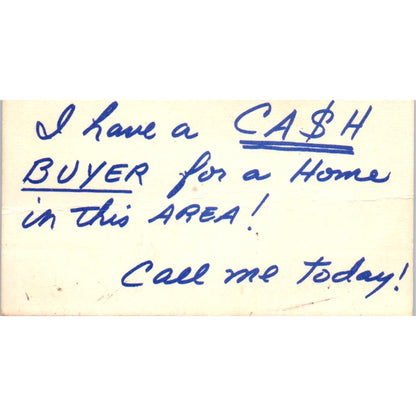 I have a CA$H
BUYER for a Home
in this AREA!
Call me today!